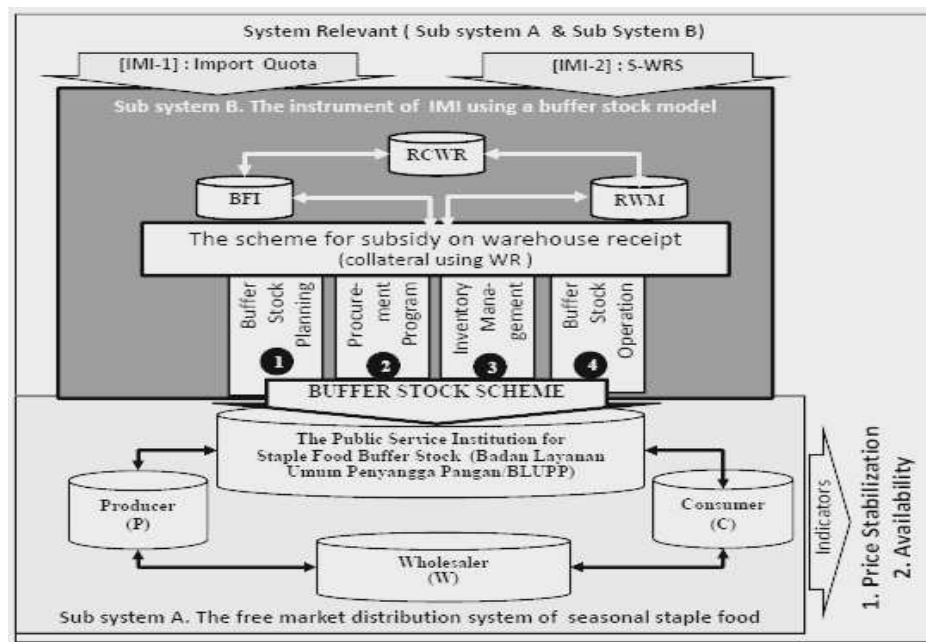 System Relevant ( Sub system A & Sub System B)
[IMI-1] : Import Quota
[IMI-2] : S-WRS
Sub system B. The instrument of IMI using a buffer stock model
RCWR
BFI
RWM
The scheme for subsidy on warehouse receipt
(collateral using WR )
Buffer
Stock
Planning
1
Procure-
ment
Program
2
Inventory
Mana-
gement
3
Buffer
Stock
Operation
4
BUFFER STOCK SCHEME
The Public Service Institution for
Staple Food Buffer Stock (Badan Layanan
Umum Penyangga Pangan/BLUPP)
Producer
(P)
Consumer
(C)
Wholesaler
(W)
Indicators
1. Price Stabilization
2. Availability
Sub system A. The free market distribution system of seasonal staple food